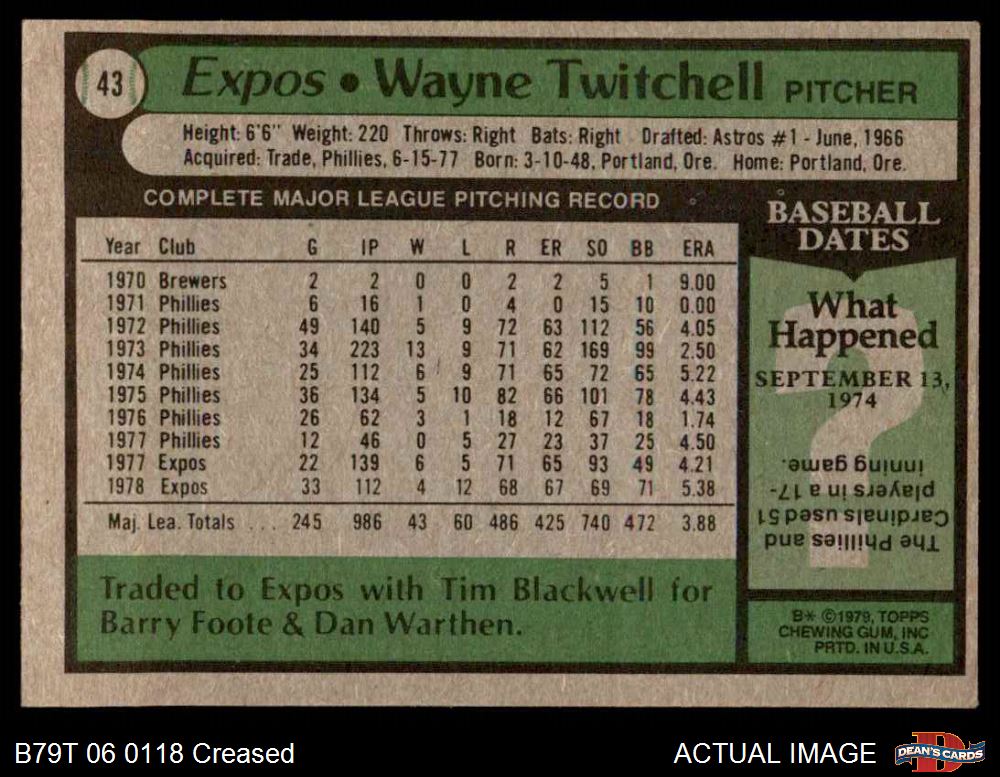 43
Expos • Wayne Twitchell PITCHER
Height: 6'6" Weight: 220 Throws: Right Bats: Right Drafted: Astros #1 - June, 1966
Acquired: Trade, Phillies, 6-15-77 Born: 3-10-48, Portland, Ore. Home: Portland, Ore.
COMPLETE MAJOR LEAGUE PITCHING RECORD
Year Club G IP W L R ER SO BB ERA
1970 Brewers 2 2 0 0 2 2 5 1 9.00
1971 Phillies 6 16 1 0 4 0 15 10 0.00
1972 Phillies 49 140 5 9 72 63 112 56 4.05
1973 Phillies 34 223 13 9 71 62 169 99 2.50
1974 Phillies 25 112 6 9 71 65 72 65 5.22
1975 Phillies 36 134 5 10 82 66 101 78 4.43
1976 Phillies 26 62 3 1 18 12 67 18 1.74
1977 Phillies 12 46 0 5 27 23 37 25 4.50
1977 Expos 22 139 6 5 71 65 93 49 4.21
1978 Expos 33 112 4 12 68 67 69 71 5.38
Maj. Lea. Totals ... 245 986 43 60 486 425 740 472 3.88
Traded to Expos with Tim Blackwell for
Barry Foote & Dan Warthen.
BASEBALL
DATES
What
Happened
SEPTEMBER 13,
1974
?
The Phillies and
Cardinals used 51
players in a 17-
inning game.
B* ©1979, TOPPS
CHEWING GUM, INC
PRTD. IN U.S.A.
B79T 06 0118 Creased
ACTUAL IMAGE
D
DEAN'S CARDS